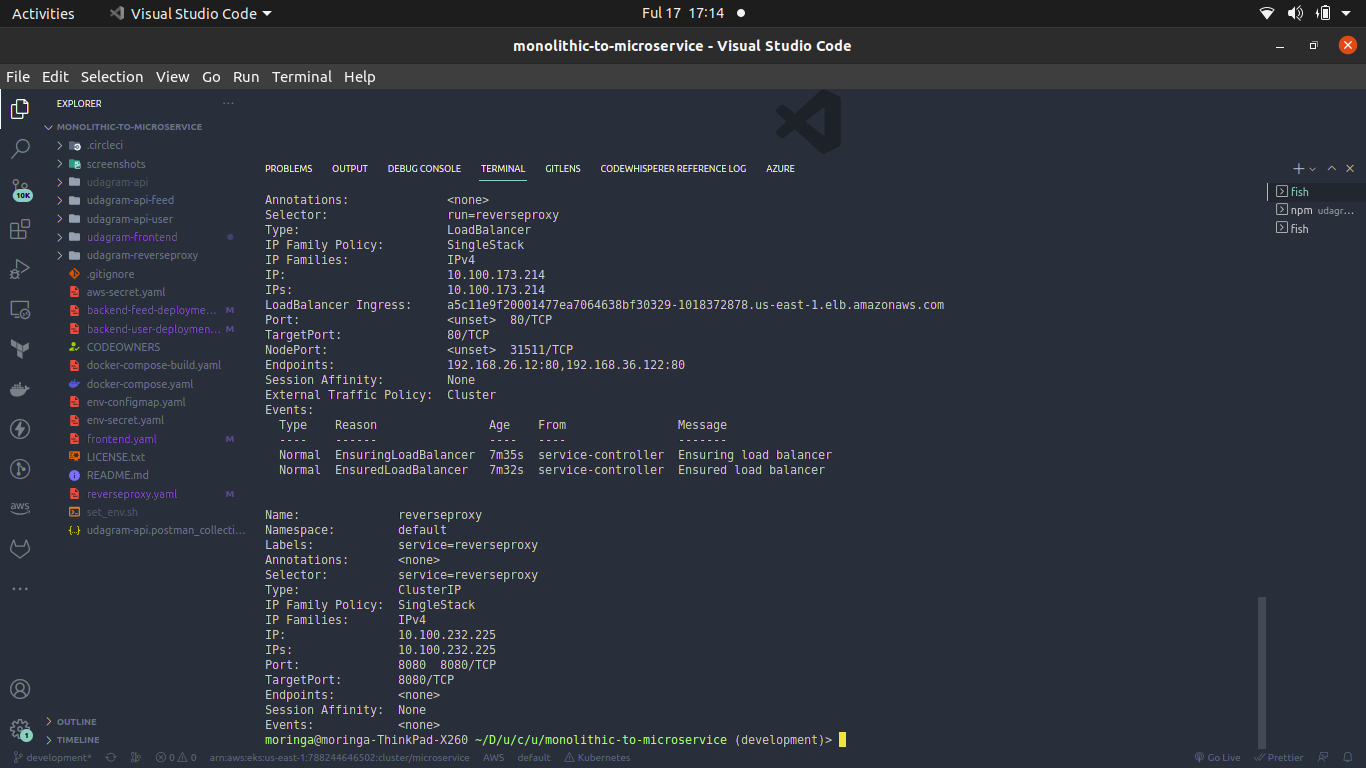 Activities Visual Studio Code Ful 17 17:14
monolithic-to-microservice - Visual Studio Code
File Edit Selection View Go Run Terminal Help
EXPLORER
MONOLITHIC-TO-MICROSERVICE
.circleci
screenshots
udagram-api
udagram-api-feed
udagram-api-user
udagram-frontend
udagram-reverseproxy
.gitignore
aws-secret.yaml
backend-feed-deployme... M
backend-user-deploymen... M
CODEOWNERS
docker-compose-build.yaml
docker-compose.yaml
env-configmap.yaml
env-secret.yaml
frontend.yaml M
LICENSE.txt
README.md
reverseproxy.yaml M
set_env.sh
udagram-api.postman_collecti...
OUTLINE
TIMELINE
10K
aws
1
PROBLEMS OUTPUT DEBUG CONSOLE TERMINAL GITLENS CODEWHISPERER REFERENCE LOG AZURE
Annotations: <none>
Selector: run=reverseproxy
Type: LoadBalancer
IP Family Policy: SingleStack
IP Families: IPv4
IP: 10.100.173.214
IPs: 10.100.173.214
LoadBalancer Ingress: a5c11e9f20001477ea7064638bf30329-1018372878.us-east-1.elb.amazonaws.com
Port: <unset> 80/TCP
TargetPort: 80/TCP
NodePort: <unset> 31511/TCP
Endpoints: 192.168.26.12:80,192.168.36.122:80
Session Affinity: None
External Traffic Policy: Cluster
Events:
Type Reason Age From Message
---- ------ ---- ---- -------
Normal EnsuringLoadBalancer 7m35s service-controller Ensuring load balancer
Normal EnsuredLoadBalancer 7m32s service-controller Ensured load balancer
Name: reverseproxy
Namespace: default
Labels: service=reverseproxy
Annotations: <none>
Selector: service=reverseproxy
Type: ClusterIP
IP Family Policy: SingleStack
IP Families: IPv4
IP: 10.100.232.225
IPs: 10.100.232.225
Port: 8080 8080/TCP
TargetPort: 8080/TCP
Endpoints: <none>
Session Affinity: None
Events: <none>
moringa@moringa-ThinkPad-X260 ~/D/u/c/u/monolithic-to-microservice (development)>
fish
npm udagr...
fish
development* 0 0 arn:aws:eks:us-east-1:788244646502:cluster/microservice AWS default Kubernetes Go Live Prettier